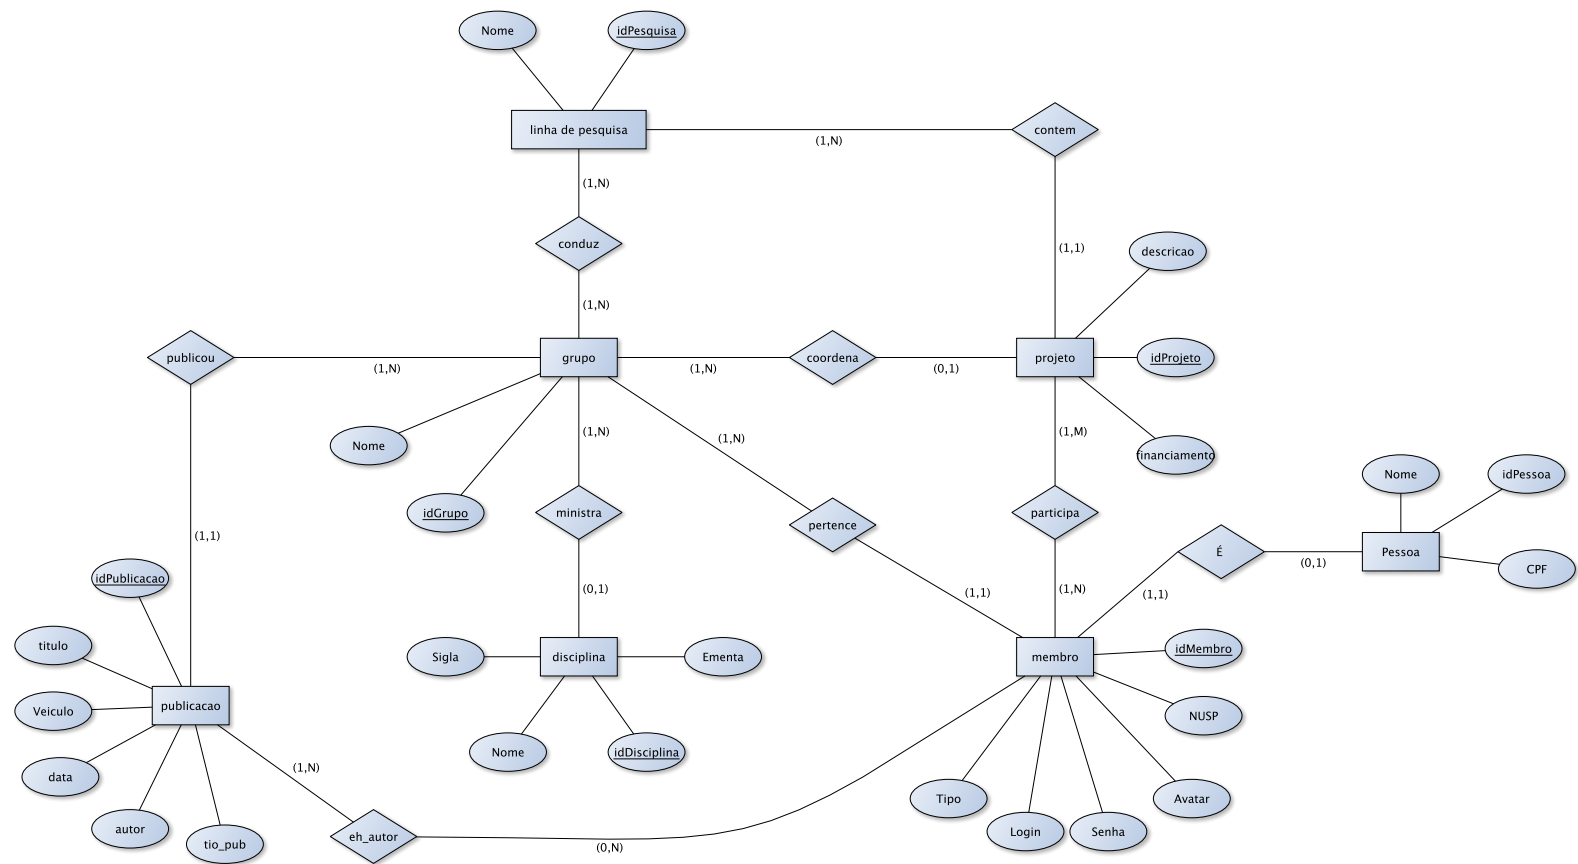 Nome
idPesquisa
linha de pesquisa
contem
(1,N)
(1,N)
conduz
(1,1)
descricao
(1,N)
publicou
grupo
coordena
projeto
idProjeto
(1,N)
(1,N)
(0,1)
Nome
(1,N)
(1,N)
(1,M)
financiamento
Nome
idPessoa
idGrupo
ministra
pertence
participa
(1,1)
É
Pessoa
(0,1)
CPF
idPublicacao
(0,1)
(1,1)
(1,N)
(1,1)
titulo
Sigla
disciplina
Ementa
membro
idMembro
Veiculo
publicacao
NUSP
Nome
idDisciplina
(1,N)
data
Tipo
Avatar
autor
tio_pub
eh_autor
(0,N)
Login
Senha